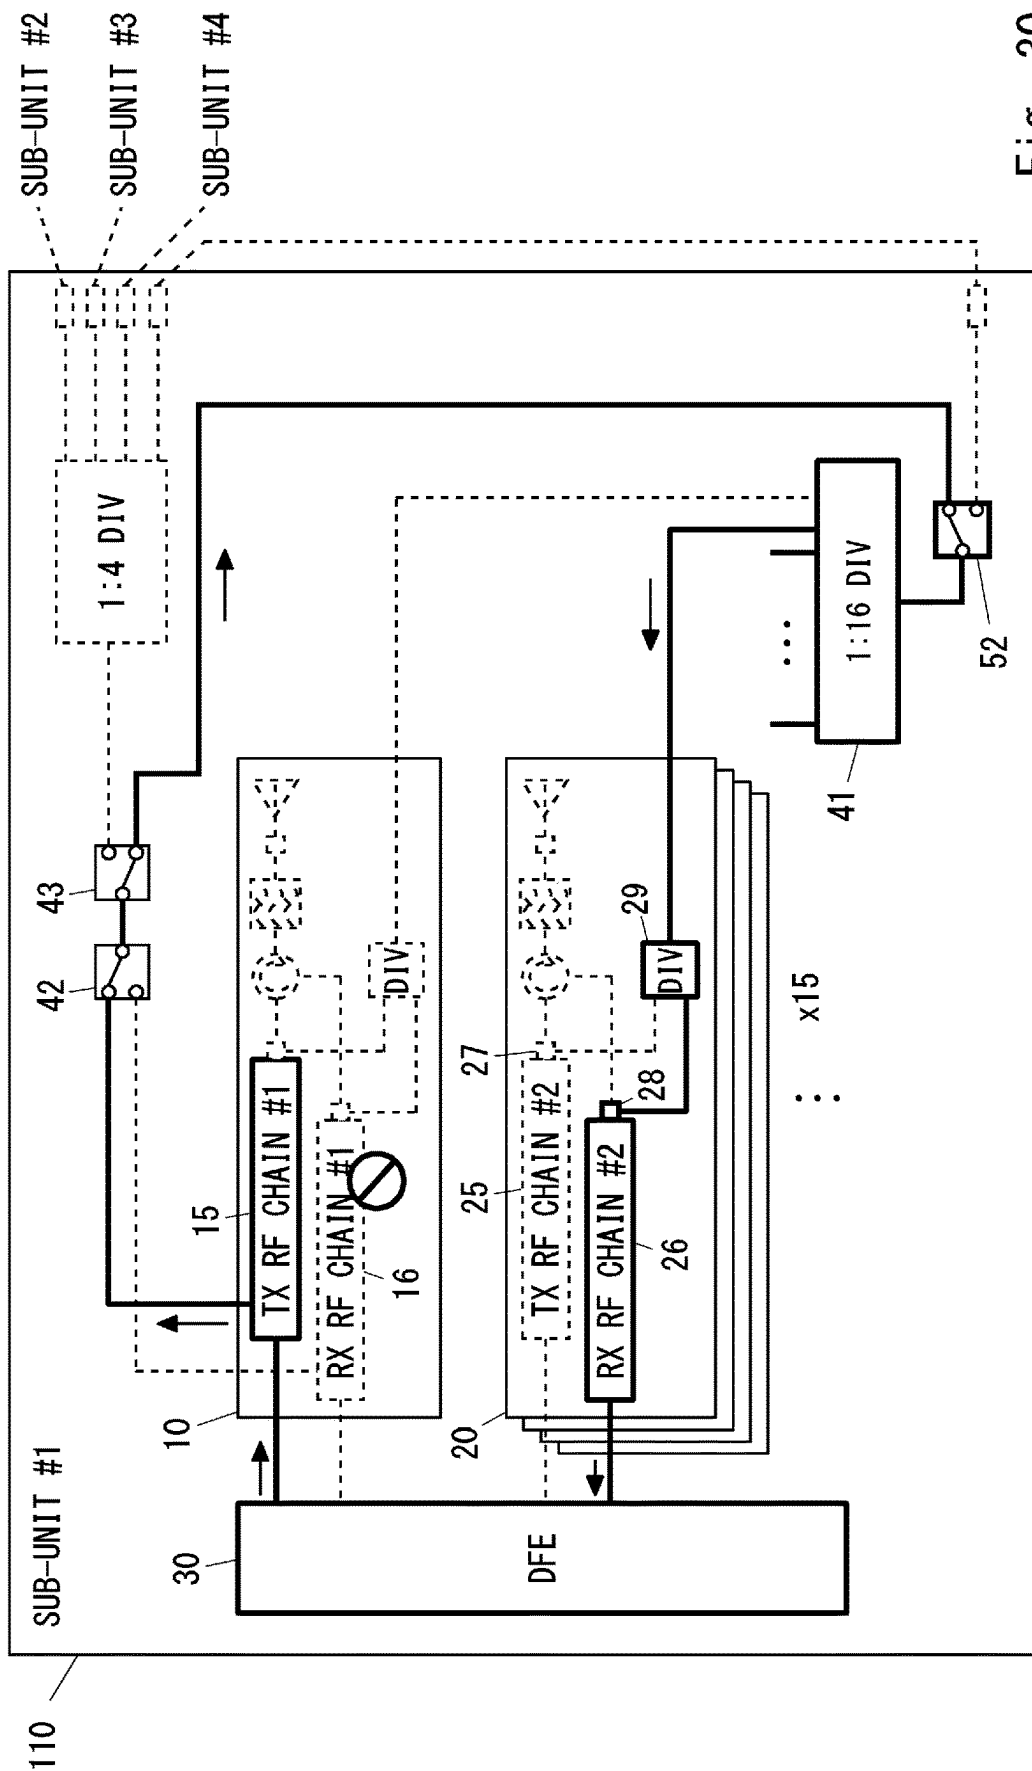 110
SUB-UNIT #1
SUB-UNIT #2
SUB-UNIT #3
SUB-UNIT #4
1:4 DIV
42
43
10
15
TX RF CHAIN #1
RX RF CHAIN #1
16
DIV
30
DFE
20
25
TX RF CHAIN #2
27
RX RF CHAIN #2
26
28
29
DIV
...
x15
...
1:16 DIV
41
52